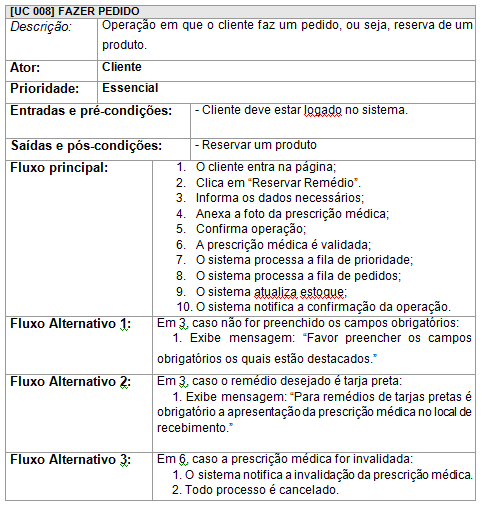 [UC 008] FAZER PEDIDO
Descrição: Operação em que o cliente faz um pedido, ou seja, reserva de um
produto.
Ator: Cliente
Prioridade: Essencial
Entradas e pré-condições: - Cliente deve estar logado no sistema.
Saídas e pós-condições: - Reservar um produto
Fluxo principal: 1. O cliente entra na página;
2. Clica em “Reservar Remédio”.
3. Informa os dados necessários;
4. Anexa a foto da prescrição médica;
5. Confirma operação;
6. A prescrição médica é validada;
7. O sistema processa a fila de prioridade;
8. O sistema processa a fila de pedidos;
9. O sistema atualiza estoque;
10. O sistema notifica a confirmação da operação.
Fluxo Alternativo 1: Em 3, caso não for preenchido os campos obrigatórios:
1. Exibe mensagem: “Favor preencher os campos
obrigatórios os quais estão destacados.”
Fluxo Alternativo 2: Em 3, caso o remédio desejado é tarja preta:
1. Exibe mensagem: “Para remédios de tarjas pretas é
obrigatório a apresentação da prescrição médica no local de
recebimento.”
Fluxo Alternativo 3: Em 6, caso a prescrição médica for invalidada:
1. O sistema notifica a invalidação da prescrição médica.
2. Todo processo é cancelado.